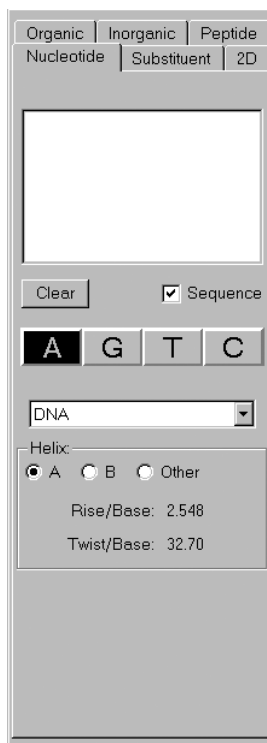 Organic Inorganic Peptide
Nucleotide Substituent 2D
Clear Sequence
A G T C
DNA
Helix:
A B Other
Rise/Base: 2.548
Twist/Base: 32.70